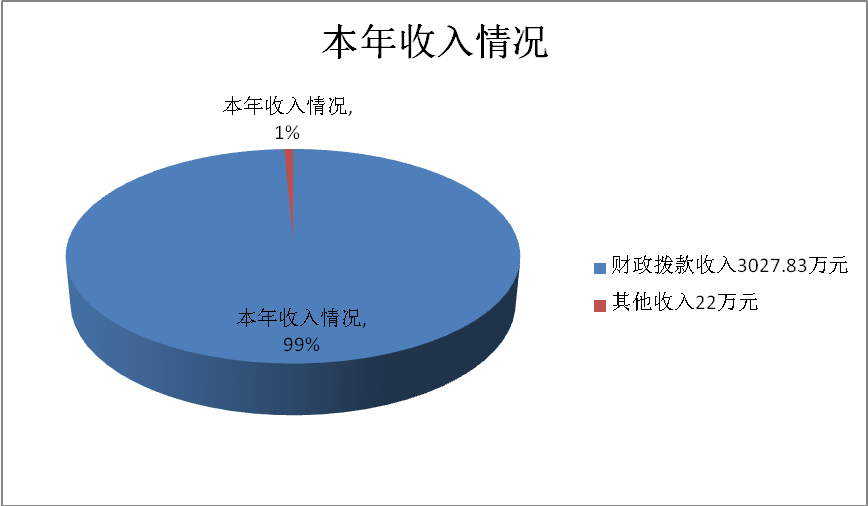 本年收入情况
本年收入情况,
1%
本年收入情况,
99%
财政拨款收入3027.83万元
其他收入22万元